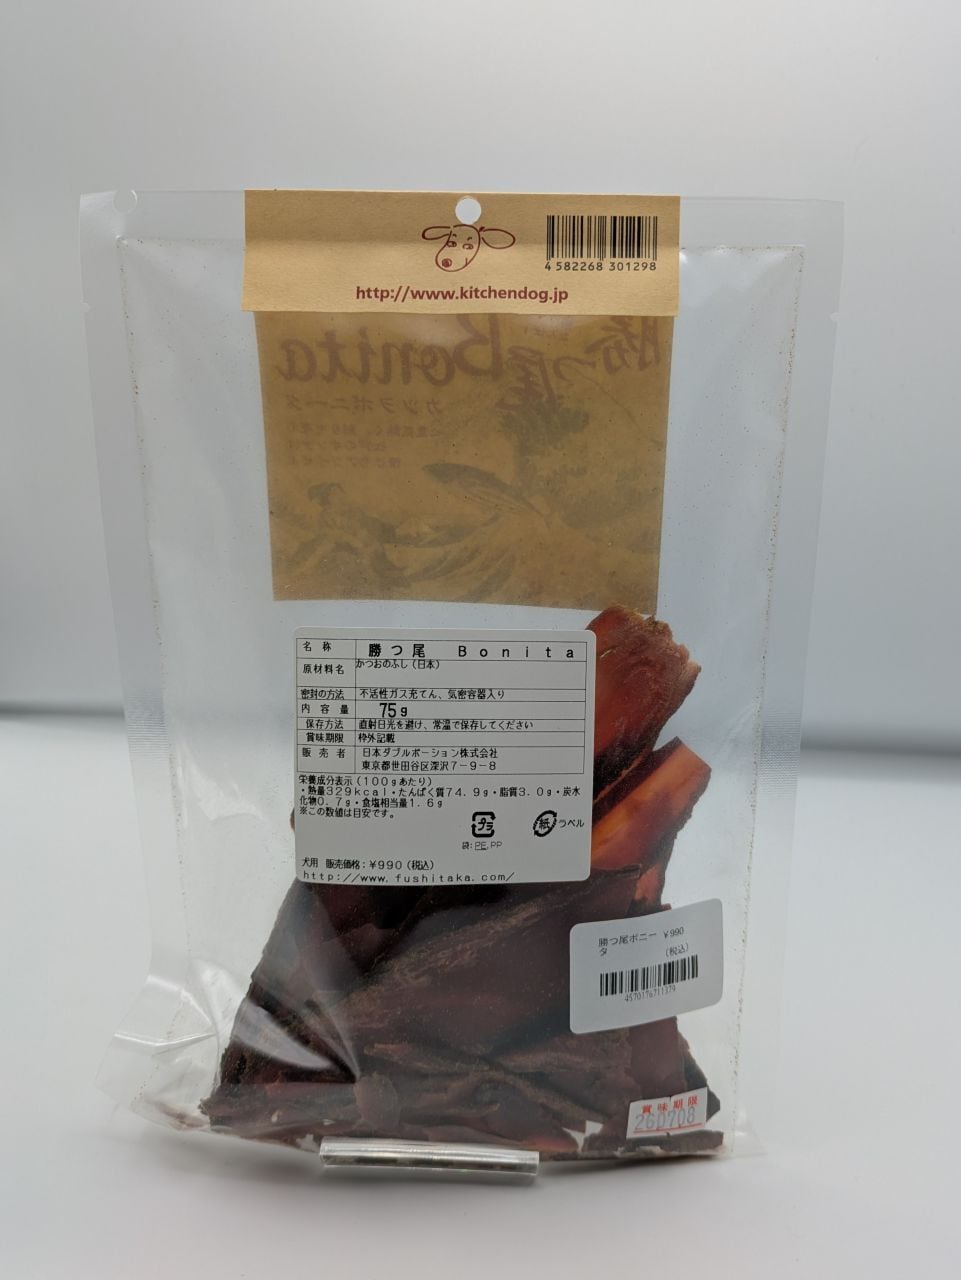 4 582268 301298
http://www.kitchendog.jp
勝つ尾 Bonita
カツヲボニータ
名称 勝つ尾 Bonita
原材料名 かつおのふし（日本）
密封の方法 不活性ガス充てん、気密容器入り
内容量 75g
保存方法 直射日光を避け、常温で保存してください
賞味期限 枠外記載
販売者 日本ダブルポーション株式会社
東京都世田谷区深沢7－9－8
栄養成分表示（100gあたり）
・熱量329kcal・たんぱく質74.9g・脂質3.0g・炭水
化物0.7g・食塩相当量1.6g
※この数値は目安です。
プラ
紙 ラベル
袋:PE,PP
犬用 販売価格：￥990（税込）
http://www.fushitaka.com/
勝つ尾ボニー ￥990
タ （税込）
4570176711379
賞味期限
260708